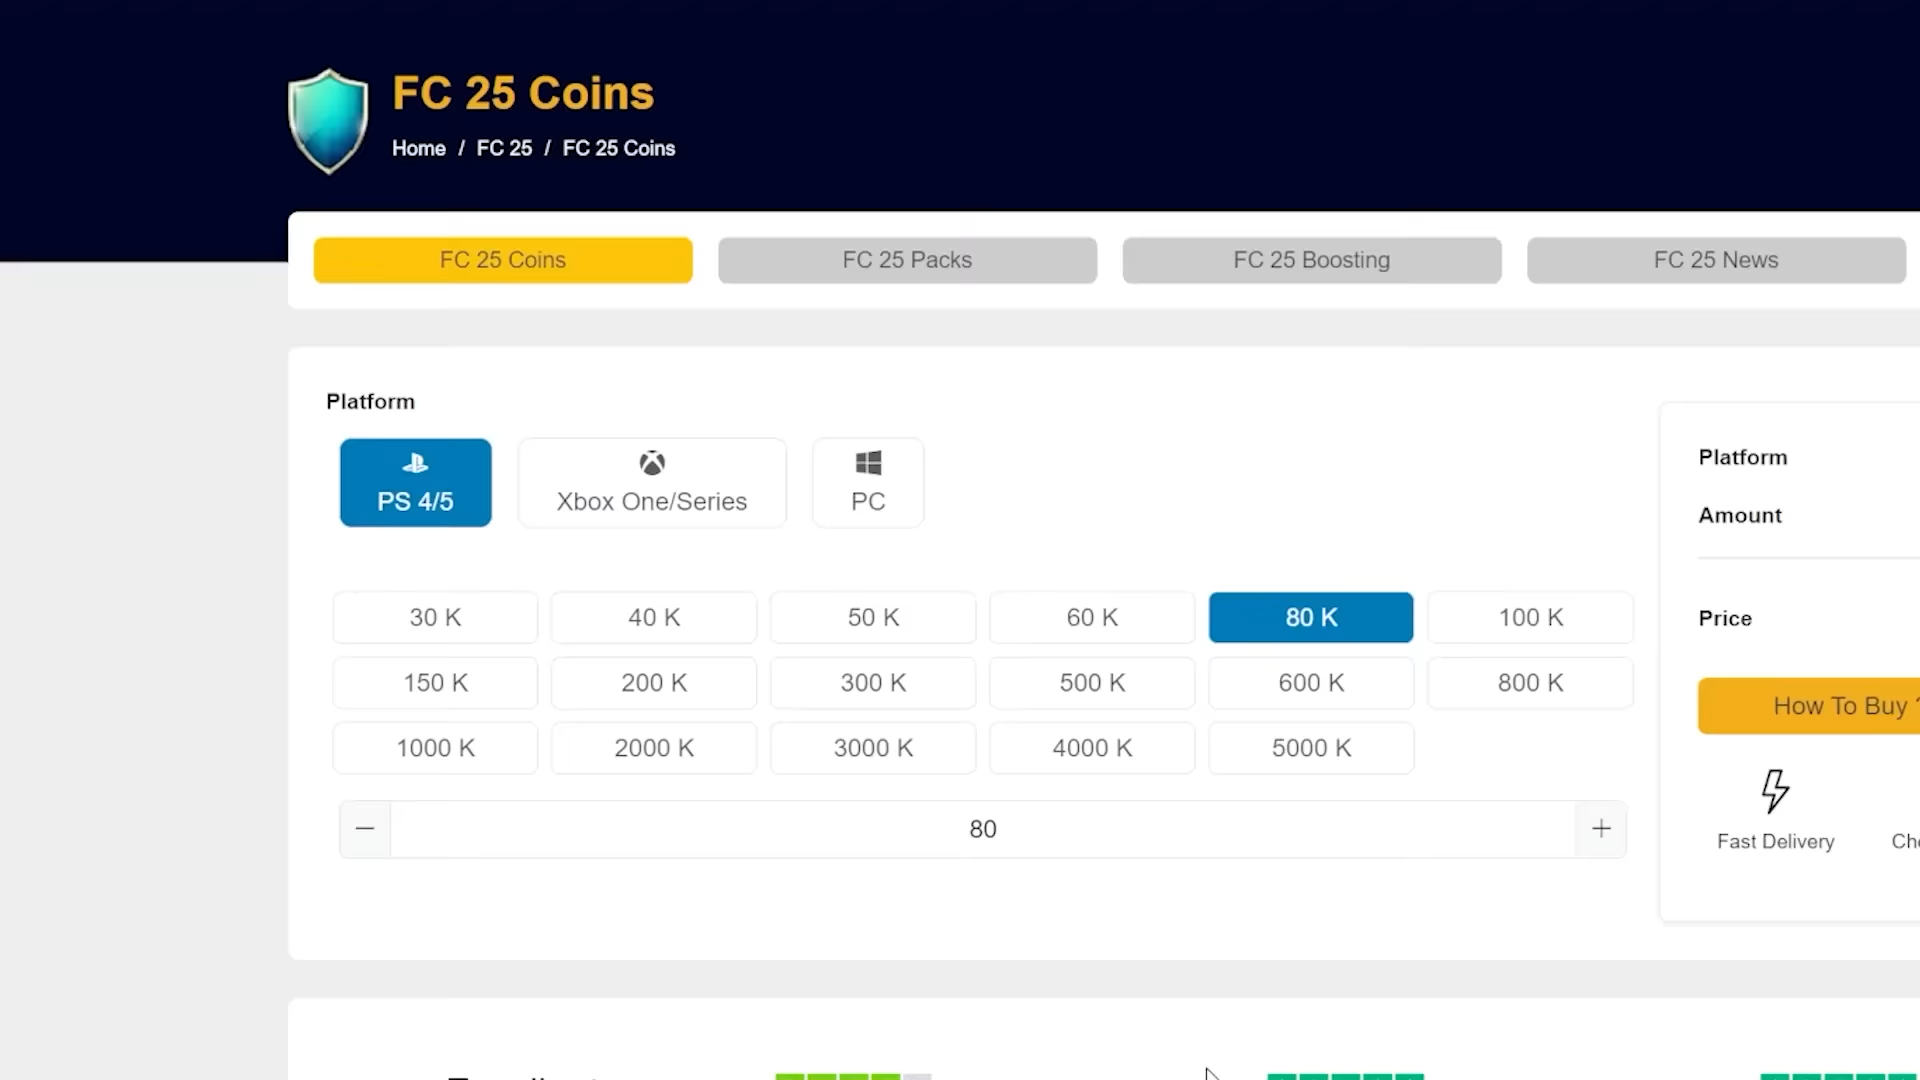 FC 25 Coins
Home / FC 25 / FC 25 Coins
FC 25 Coins FC 25 Packs FC 25 Boosting FC 25 News
Platform
PS 4/5 Xbox One/Series PC
30 K 40 K 50 K 60 K 80 K 100 K
150 K 200 K 300 K 500 K 600 K 800 K
1000 K 2000 K 3000 K 4000 K 5000 K
− 80 +
Platform
Amount
Price
How To Buy
Fast Delivery